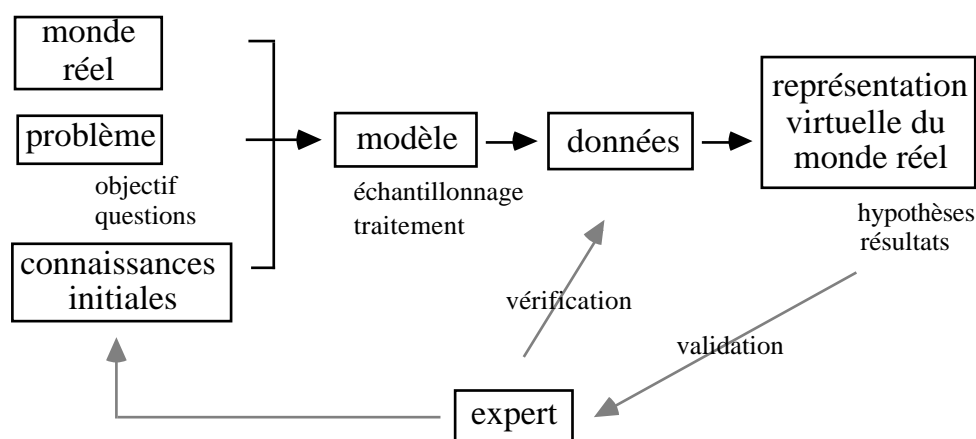 monde
réel
problème
objectif
questions
connaissances
initiales
modèle
échantillonnage
traitement
données
représentation
virtuelle du
monde réel
hypothèses
résultats
vérification
validation
expert